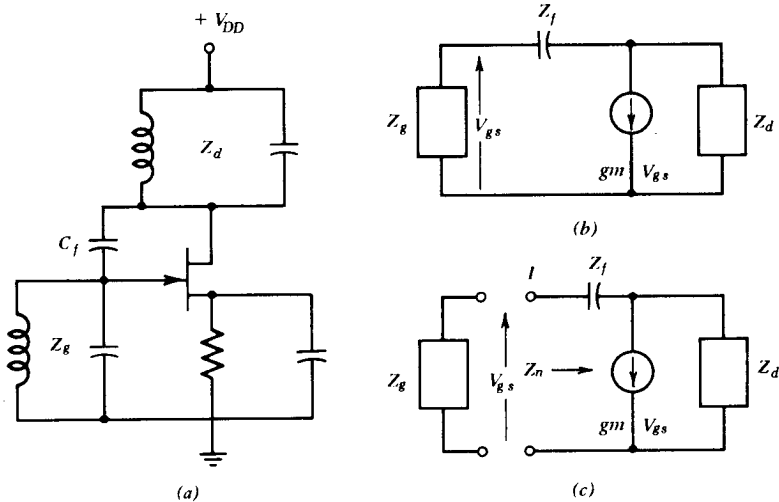 + V_DD
Z_d
C_f
Z_g
(a)
Z_f
Z_g
V_gs
Z_d
gm V_gs
(b)
I
Z_f
Z_g
V_gs
Z_n
Z_d
gm V_gs
(c)